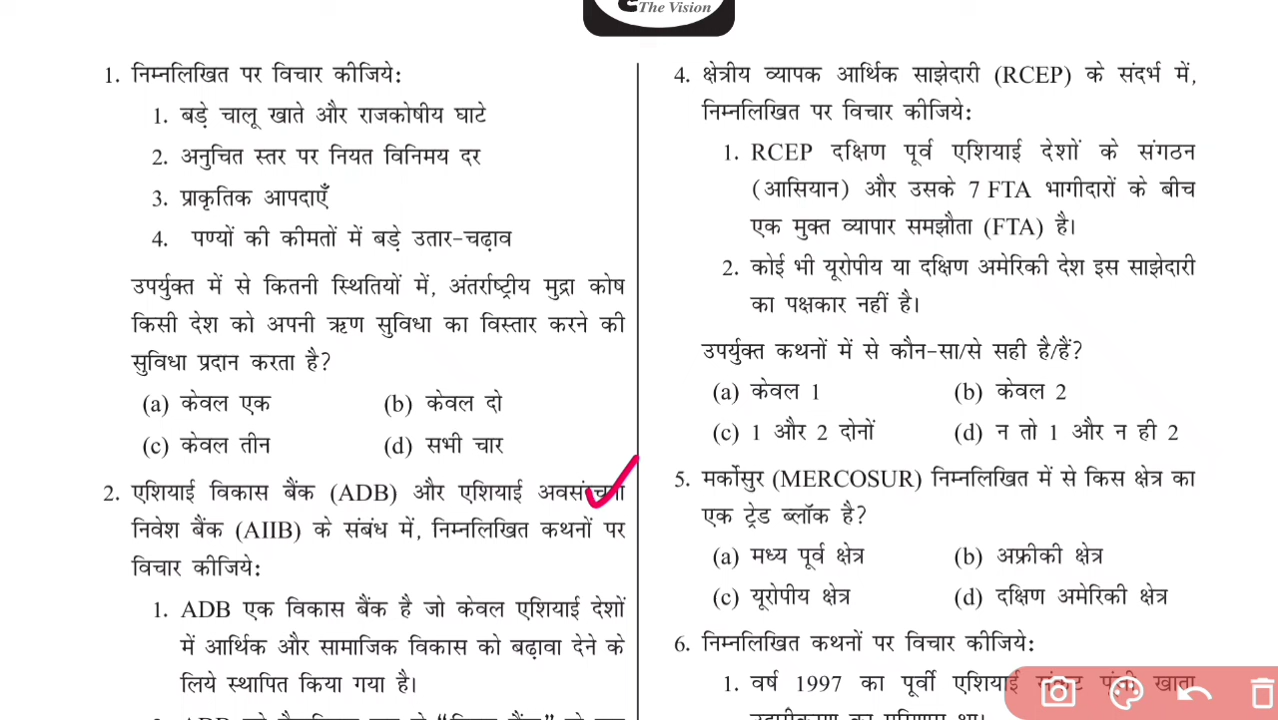 The Vision
1. निम्नलिखित पर विचार कीजिये:
1. बड़े चालू खाते और राजकोषीय घाटे
2. अनुचित स्तर पर नियत विनिमय दर
3. प्राकृतिक आपदाएँ
4. पण्यों की कीमतों में बड़े उतार-चढ़ाव
उपर्युक्त में से कितनी स्थितियों में, अंतर्राष्ट्रीय मुद्रा कोष
किसी देश को अपनी ऋण सुविधा का विस्तार करने की
सुविधा प्रदान करता है?
(a) केवल एक (b) केवल दो
(c) केवल तीन (d) सभी चार
2. एशियाई विकास बैंक (ADB) और एशियाई अवसंरचना
निवेश बैंक (AIIB) के संबंध में, निम्नलिखित कथनों पर
विचार कीजिये:
1. ADB एक विकास बैंक है जो केवल एशियाई देशों
में आर्थिक और सामाजिक विकास को बढ़ावा देने के
लिये स्थापित किया गया है।
4. क्षेत्रीय व्यापक आर्थिक साझेदारी (RCEP) के संदर्भ में,
निम्नलिखित पर विचार कीजिये:
1. RCEP दक्षिण पूर्व एशियाई देशों के संगठन
(आसियान) और उसके 7 FTA भागीदारों के बीच
एक मुक्त व्यापार समझौता (FTA) है।
2. कोई भी यूरोपीय या दक्षिण अमेरिकी देश इस साझेदारी
का पक्षकार नहीं है।
उपर्युक्त कथनों में से कौन-सा/से सही है/हैं?
(a) केवल 1 (b) केवल 2
(c) 1 और 2 दोनों (d) न तो 1 और न ही 2
5. मर्कोसुर (MERCOSUR) निम्नलिखित में से किस क्षेत्र का
एक ट्रेड ब्लॉक है?
(a) मध्य पूर्व क्षेत्र (b) अफ्रीकी क्षेत्र
(c) यूरोपीय क्षेत्र (d) दक्षिण अमेरिकी क्षेत्र
6. निम्नलिखित कथनों पर विचार कीजिये:
1. वर्ष 1997 का पूर्वी एशियाई संकट पूंजी खाता